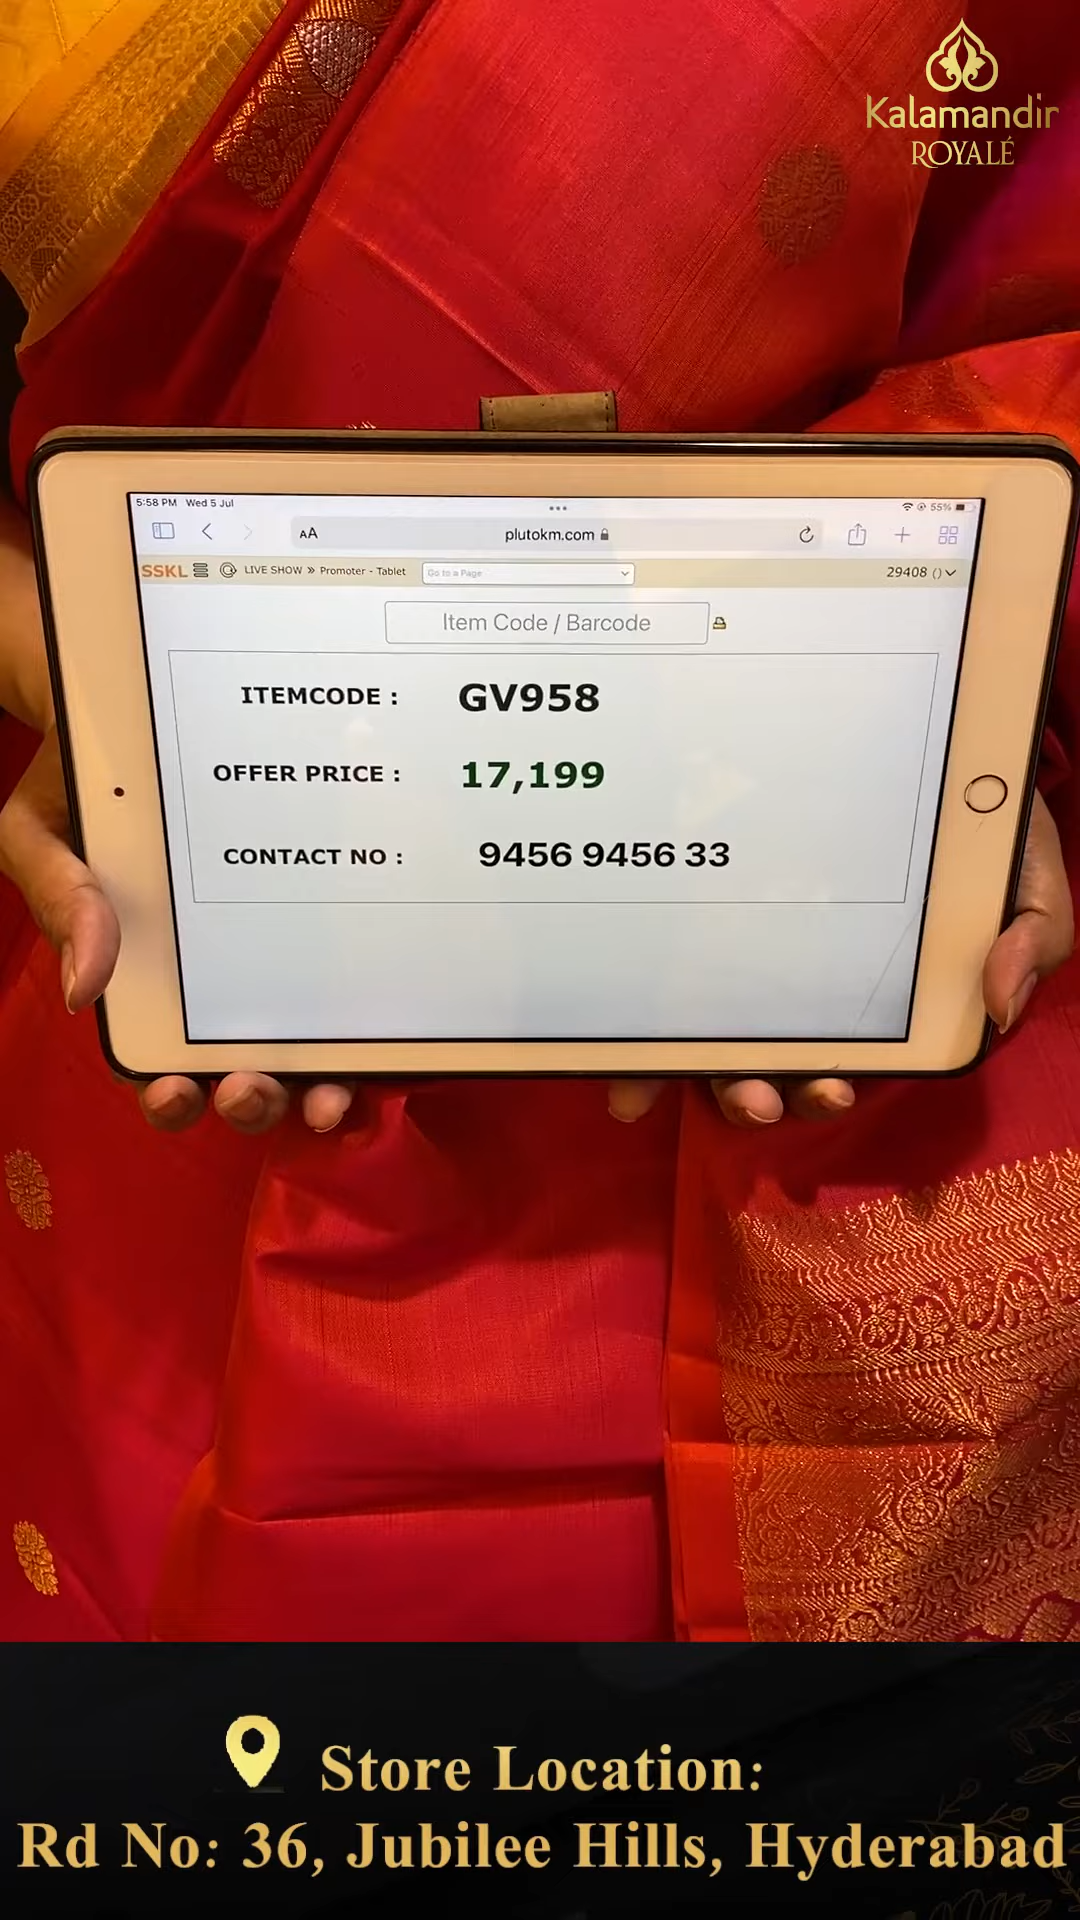 Kalamandir
ROYALÉ
5:58 PM Wed 5 Jul
55%
AA
plutokm.com
SSKL
LIVE SHOW » Promoter - Tablet
Go to a Page
29408 ()
Item Code / Barcode
ITEMCODE : GV958
OFFER PRICE : 17,199
CONTACT NO : 9456 9456 33
Store Location:
Rd No: 36, Jubilee Hills, Hyderabad